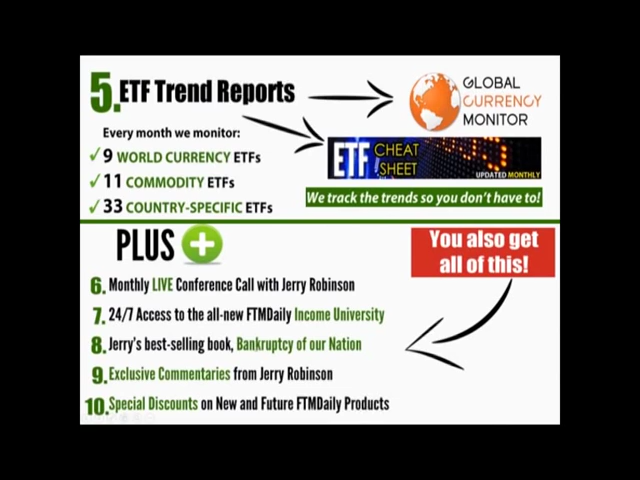 5. ETF Trend Reports
GLOBAL
CURRENCY
MONITOR
Every month we monitor:
✓ 9 WORLD CURRENCY ETFs
✓ 11 COMMODITY ETFs
✓ 33 COUNTRY-SPECIFIC ETFs
ETF CHEAT
SHEET
UPDATED MONTHLY
We track the trends so you don't have to!
PLUS +
You also get
all of this!
6. Monthly LIVE Conference Call with Jerry Robinson
7. 24/7 Access to the all-new FTMDaily Income University
8. Jerry's best-selling book, Bankruptcy of our Nation
9. Exclusive Commentaries from Jerry Robinson
10. Special Discounts on New and Future FTMDaily Products